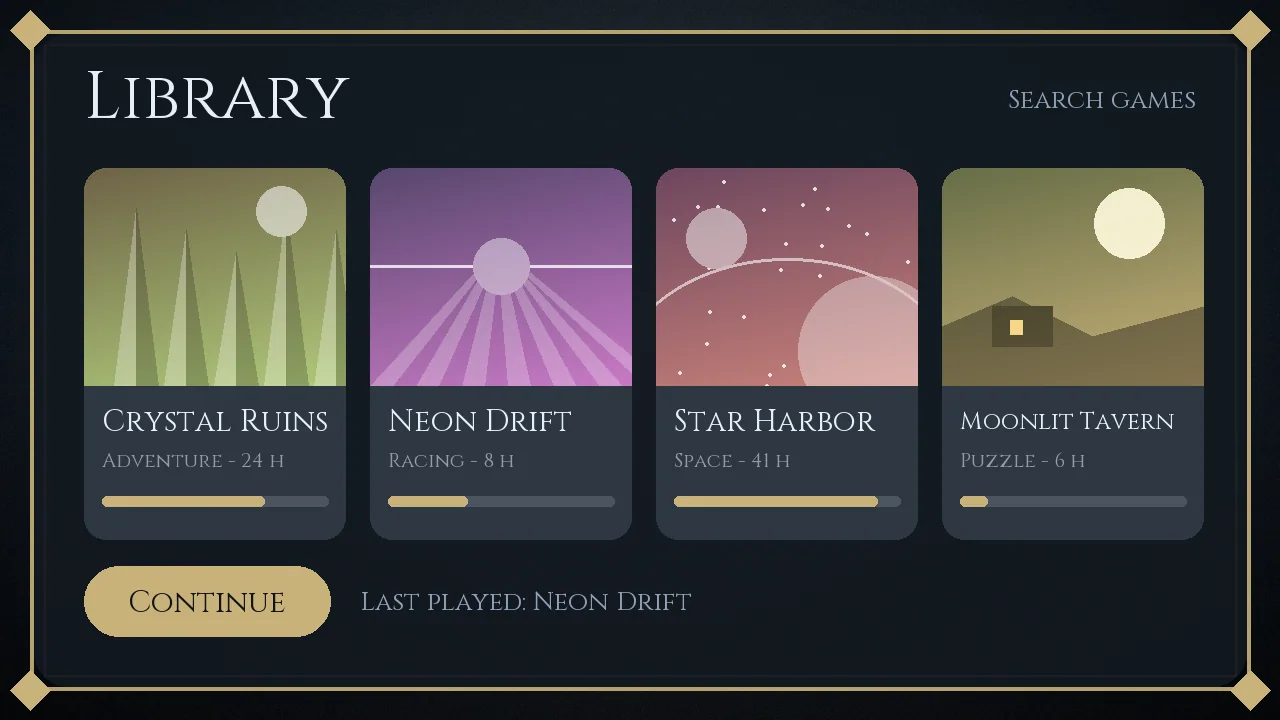 Library
Search games
Crystal Ruins
Adventure - 24 h
Neon Drift
Racing - 8 h
Star Harbor
Space - 41 h
Moonlit Tavern
Puzzle - 6 h
Continue
Last played: Neon Drift